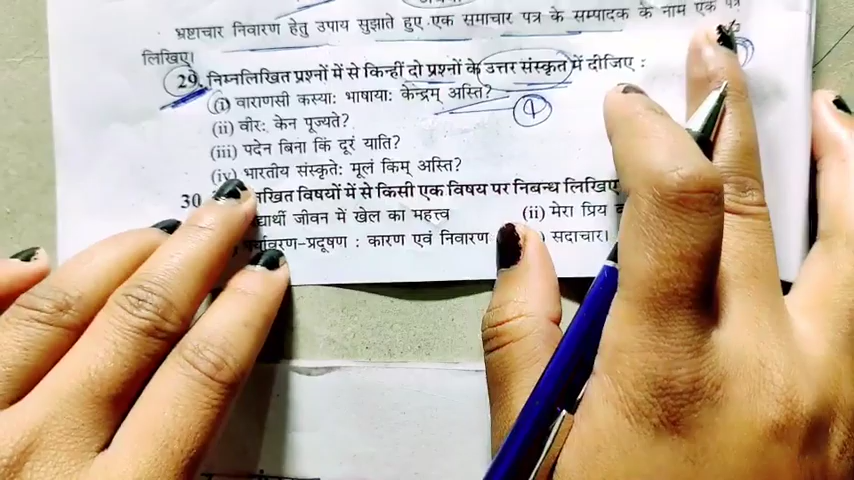 भ्रष्टाचार निवारण हेतु उपाय सुझाते हुए एक समाचार पत्र के सम्पादक के नाम एक पत्र
लिखिए।
29. निम्नलिखित प्रश्नों में से किन्हीं दो प्रश्नों के उत्तर संस्कृत में दीजिए :
(i) वाराणसी कस्याः भाषायाः केन्द्रम् अस्ति?
④
(ii) वीरः केन पूज्यते?
(iii) पदेन बिना किं दूरं याति?
(iv) भारतीय संस्कृतेः मूलं किम् अस्ति?
30 लिखित विषयों में से किसी एक विषय पर निबन्ध लिखिए
द्यार्थी जीवन में खेल का महत्त्व (ii) मेरा प्रिय
पर्यावरण-प्रदूषण : कारण एवं निवारण सदाचार।